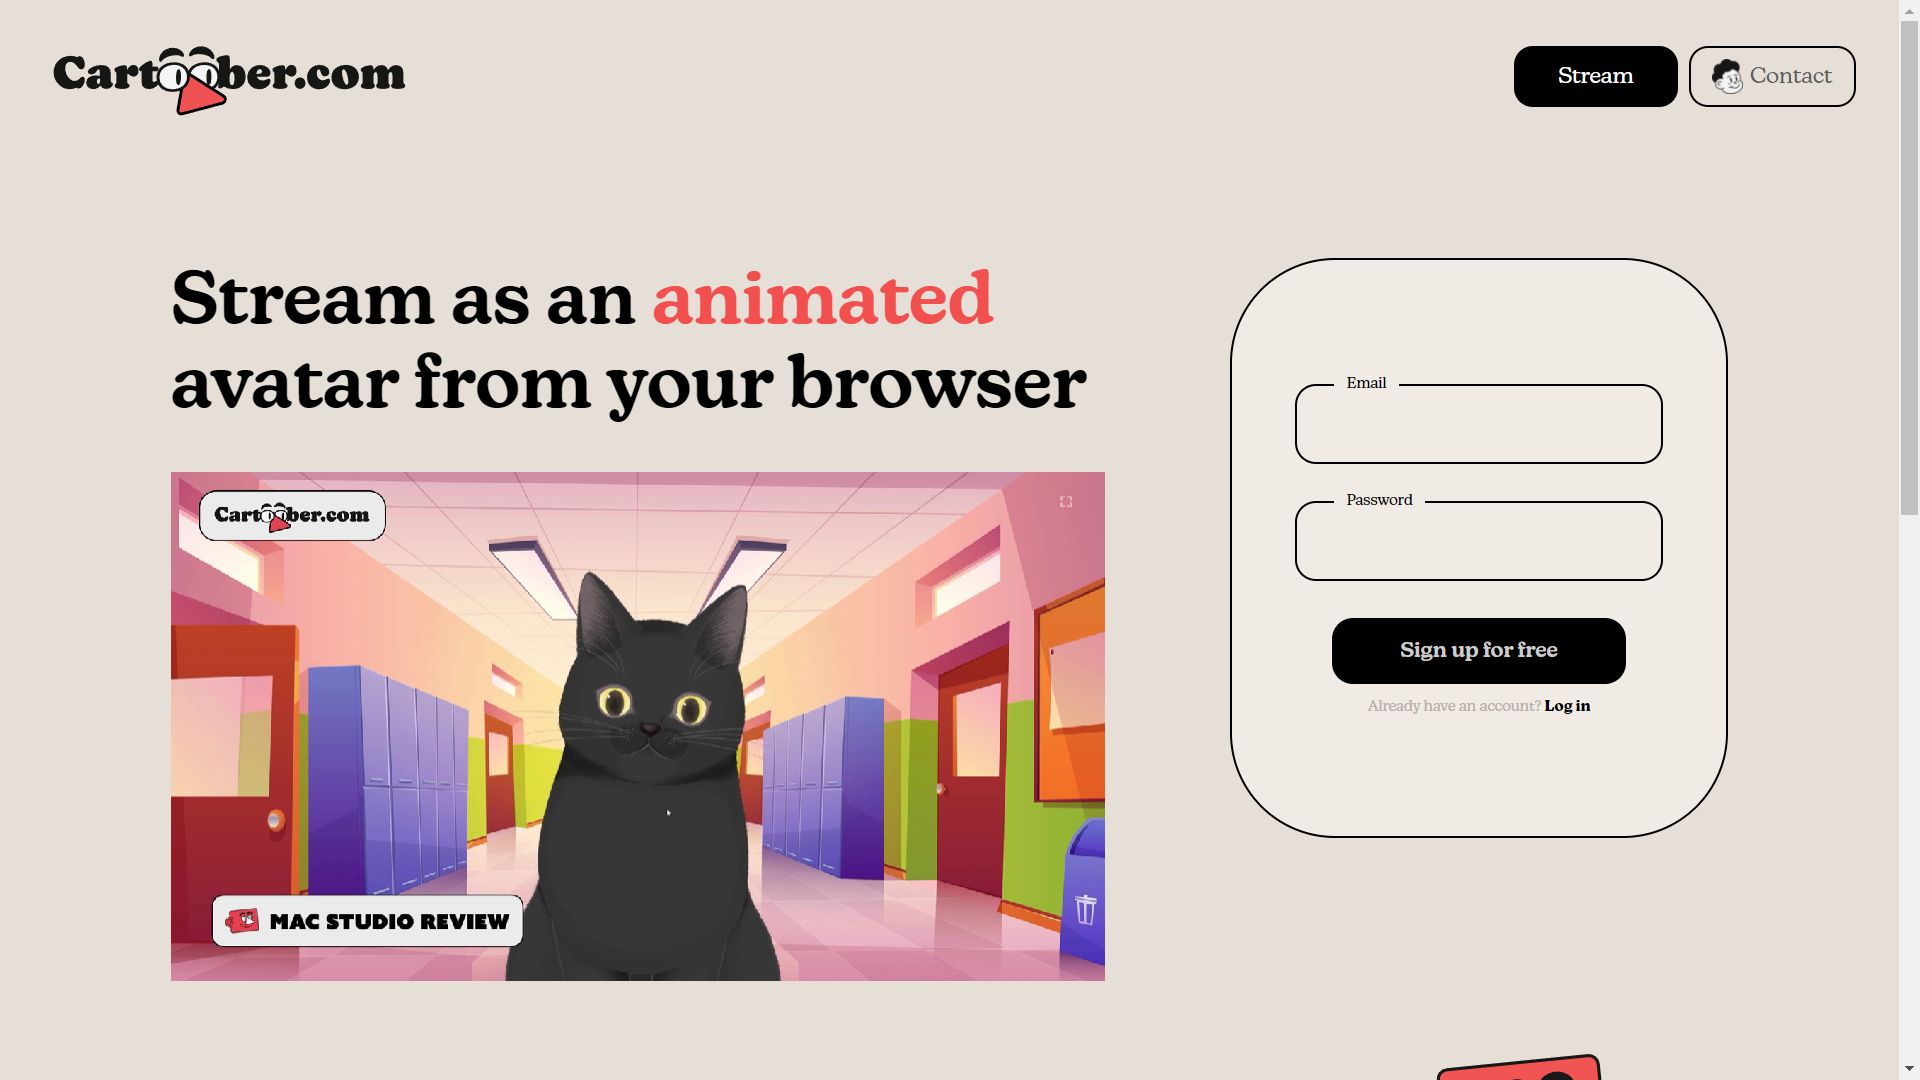 Cartoober.com
Stream
Contact
Stream as an animated
avatar from your browser
Cartoober.com
MAC STUDIO REVIEW
Email
Password
Sign up for free
Already have an account? Log in